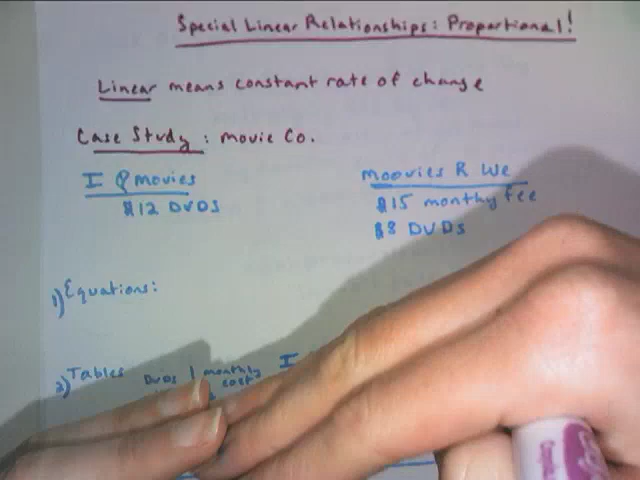 Special Linear Relationships: Proportional!
Linear means constant rate of change
Case Study: Movie Co.
I ♥ movies
$12 DVDS
Moovies R We
$15 monthy fee
$8 DVDs
1) Equations:
2) Tables
DVDs | monthly cost
I